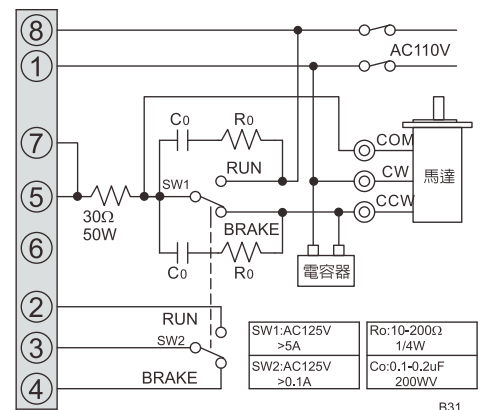 8
1
AC110V
7
C0
R0
COM
RUN
CW
馬達
SW1
5
CCW
30Ω
50W
BRAKE
6
C0
R0
電容器
2
RUN
SW1:AC125V
>5A
Ro:10-200Ω
1/4W
3
SW2
SW2:AC125V
>0.1A
Co:0.1-0.2uF
200WV
BRAKE
4
B31